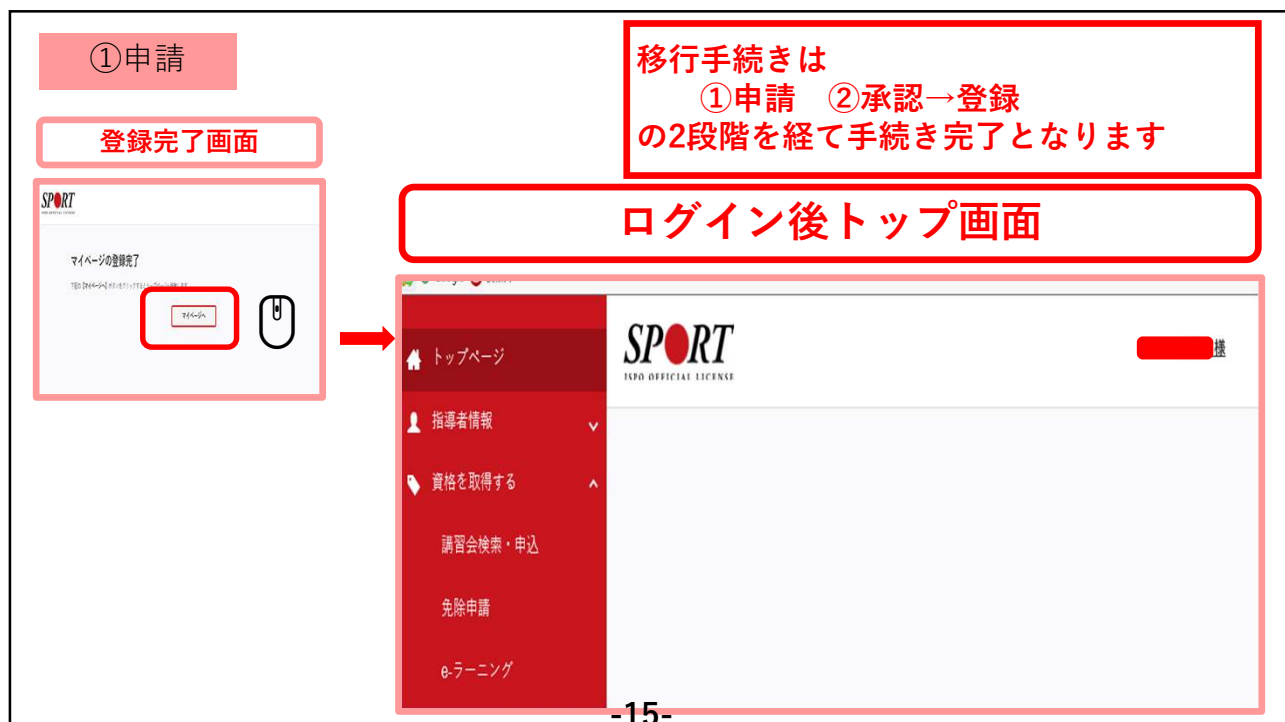 ①申請
移行手続きは
①申請　②承認→登録
の2段階を経て手続き完了となります
登録完了画面
SPORT
マイページの登録完了
マイページへ
ログイン後トップ画面
トップページ
指導者情報
資格を取得する
講習会検索・申込
免除申請
e-ラーニング
SPORT
JSPO OFFICIAL LICENSE
様
-15-